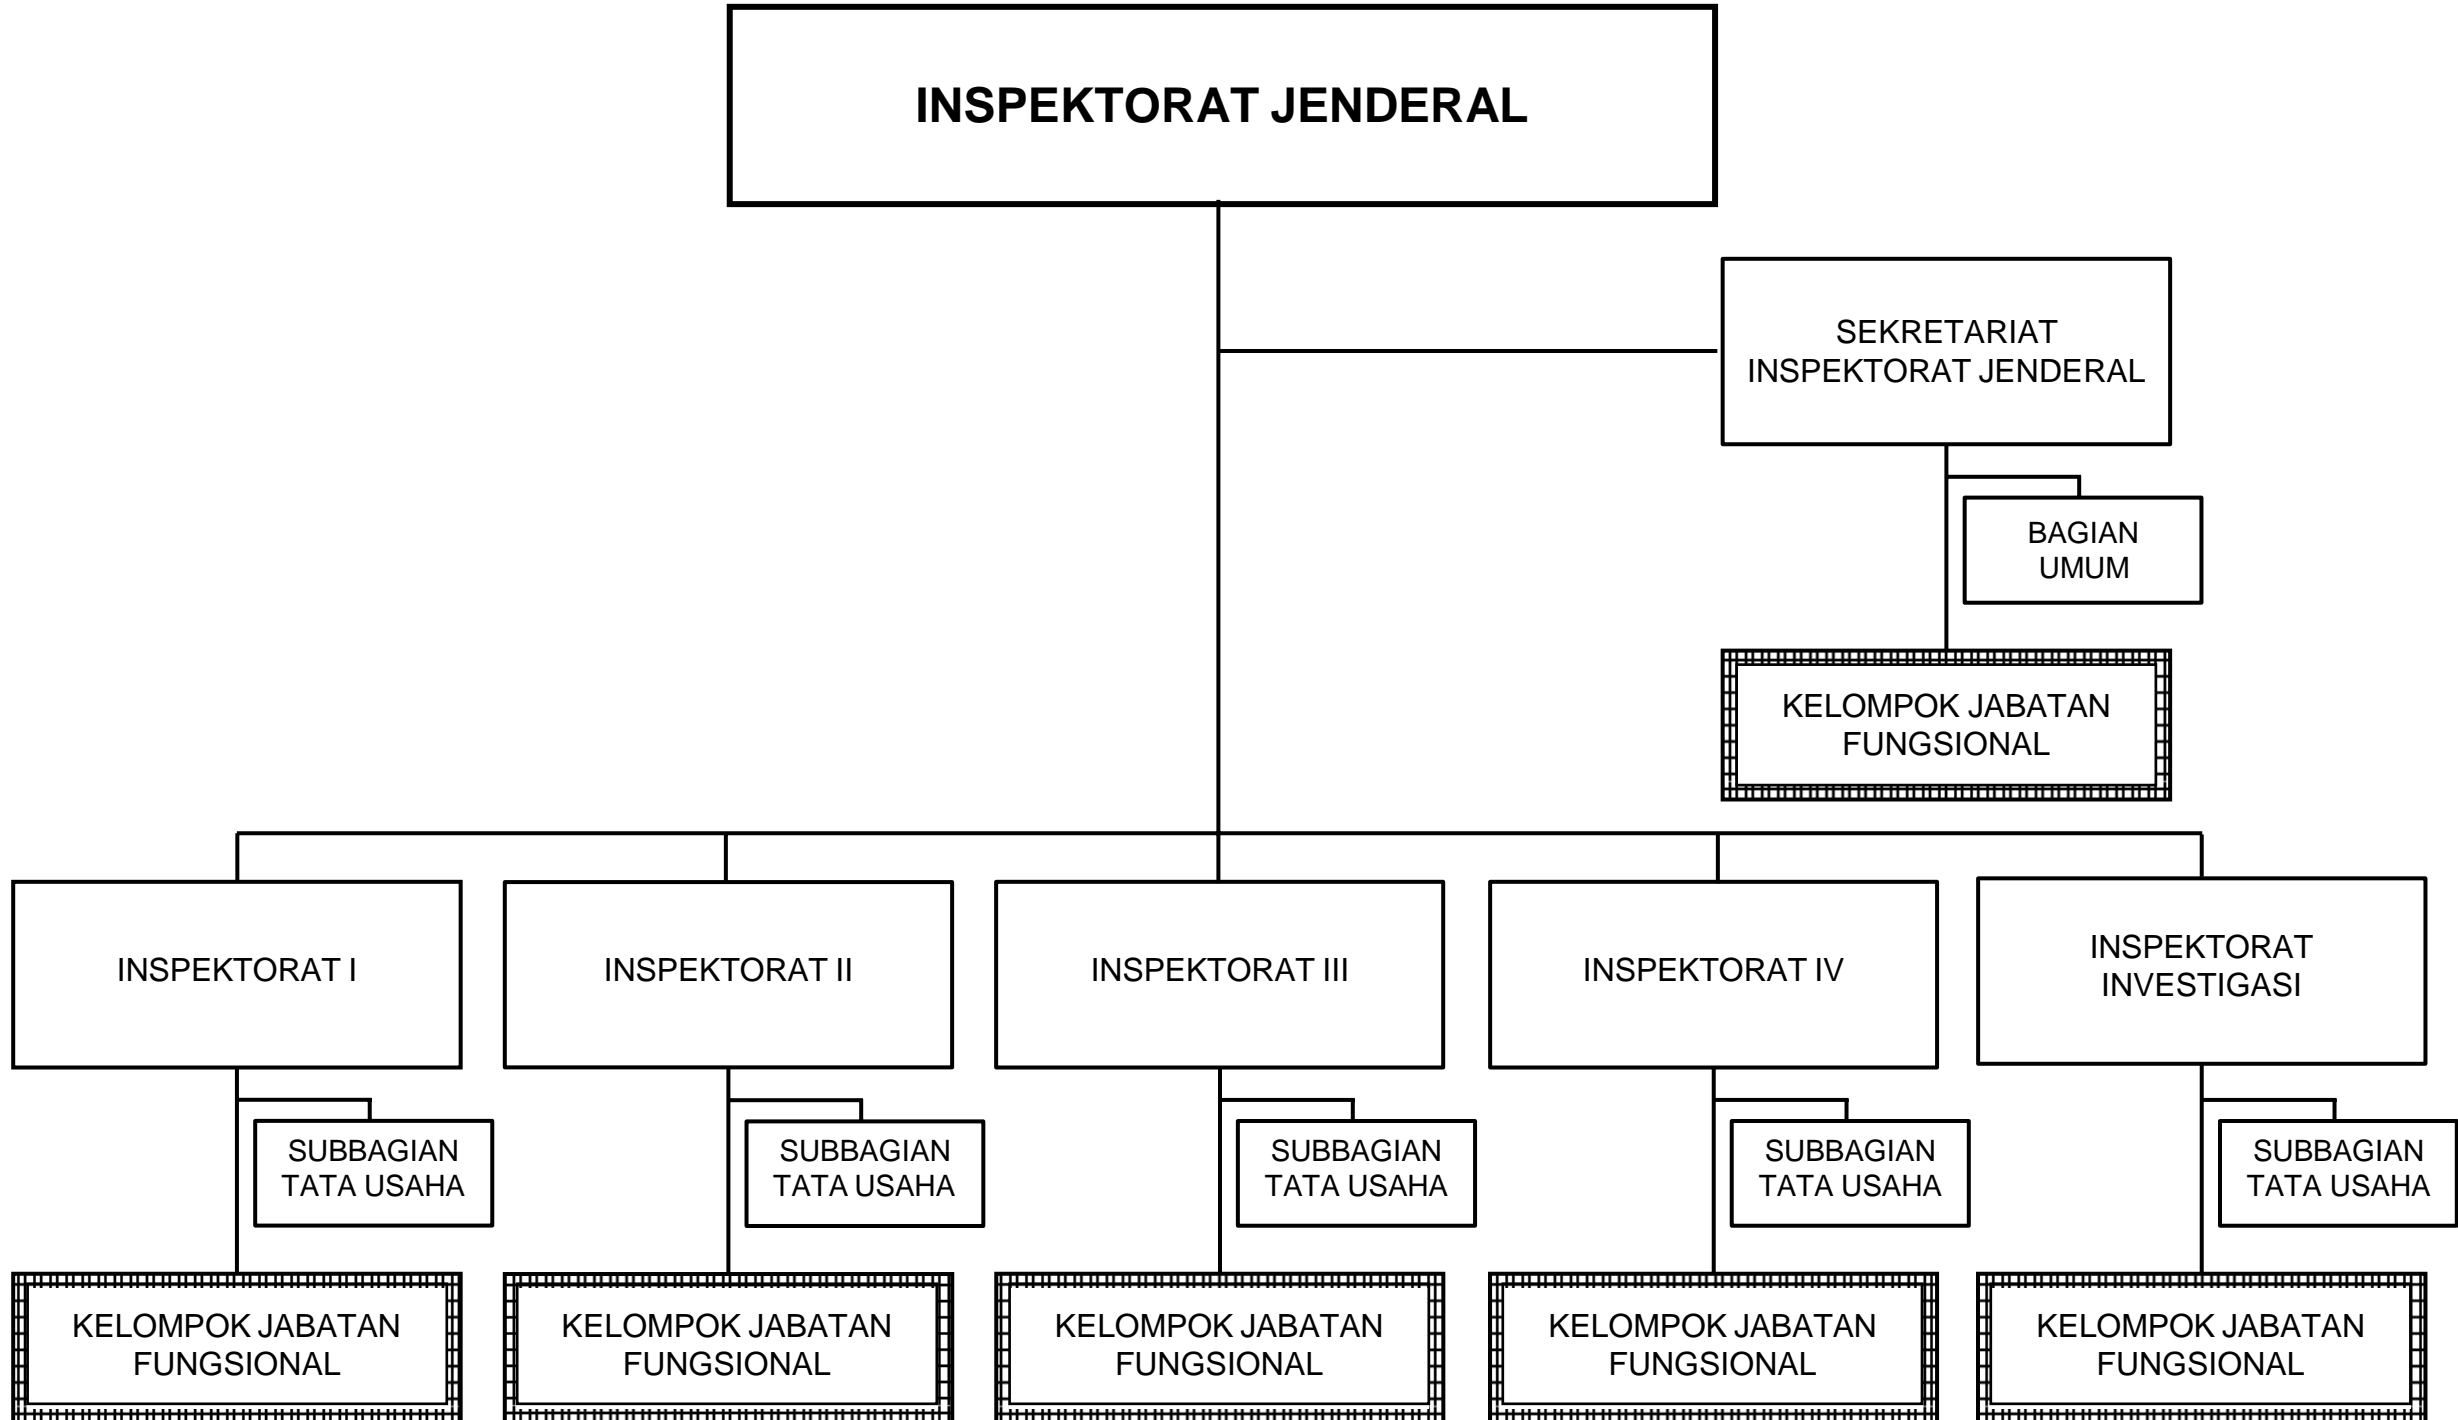 INSPEKTORAT JENDERAL
SEKRETARIAT
INSPEKTORAT JENDERAL
BAGIAN
UMUM
KELOMPOK JABATAN
FUNGSIONAL
INSPEKTORAT I
INSPEKTORAT II
INSPEKTORAT III
INSPEKTORAT IV
INSPEKTORAT
INVESTIGASI
SUBBAGIAN
TATA USAHA
SUBBAGIAN
TATA USAHA
SUBBAGIAN
TATA USAHA
SUBBAGIAN
TATA USAHA
SUBBAGIAN
TATA USAHA
KELOMPOK JABATAN
FUNGSIONAL
KELOMPOK JABATAN
FUNGSIONAL
KELOMPOK JABATAN
FUNGSIONAL
KELOMPOK JABATAN
FUNGSIONAL
KELOMPOK JABATAN
FUNGSIONAL